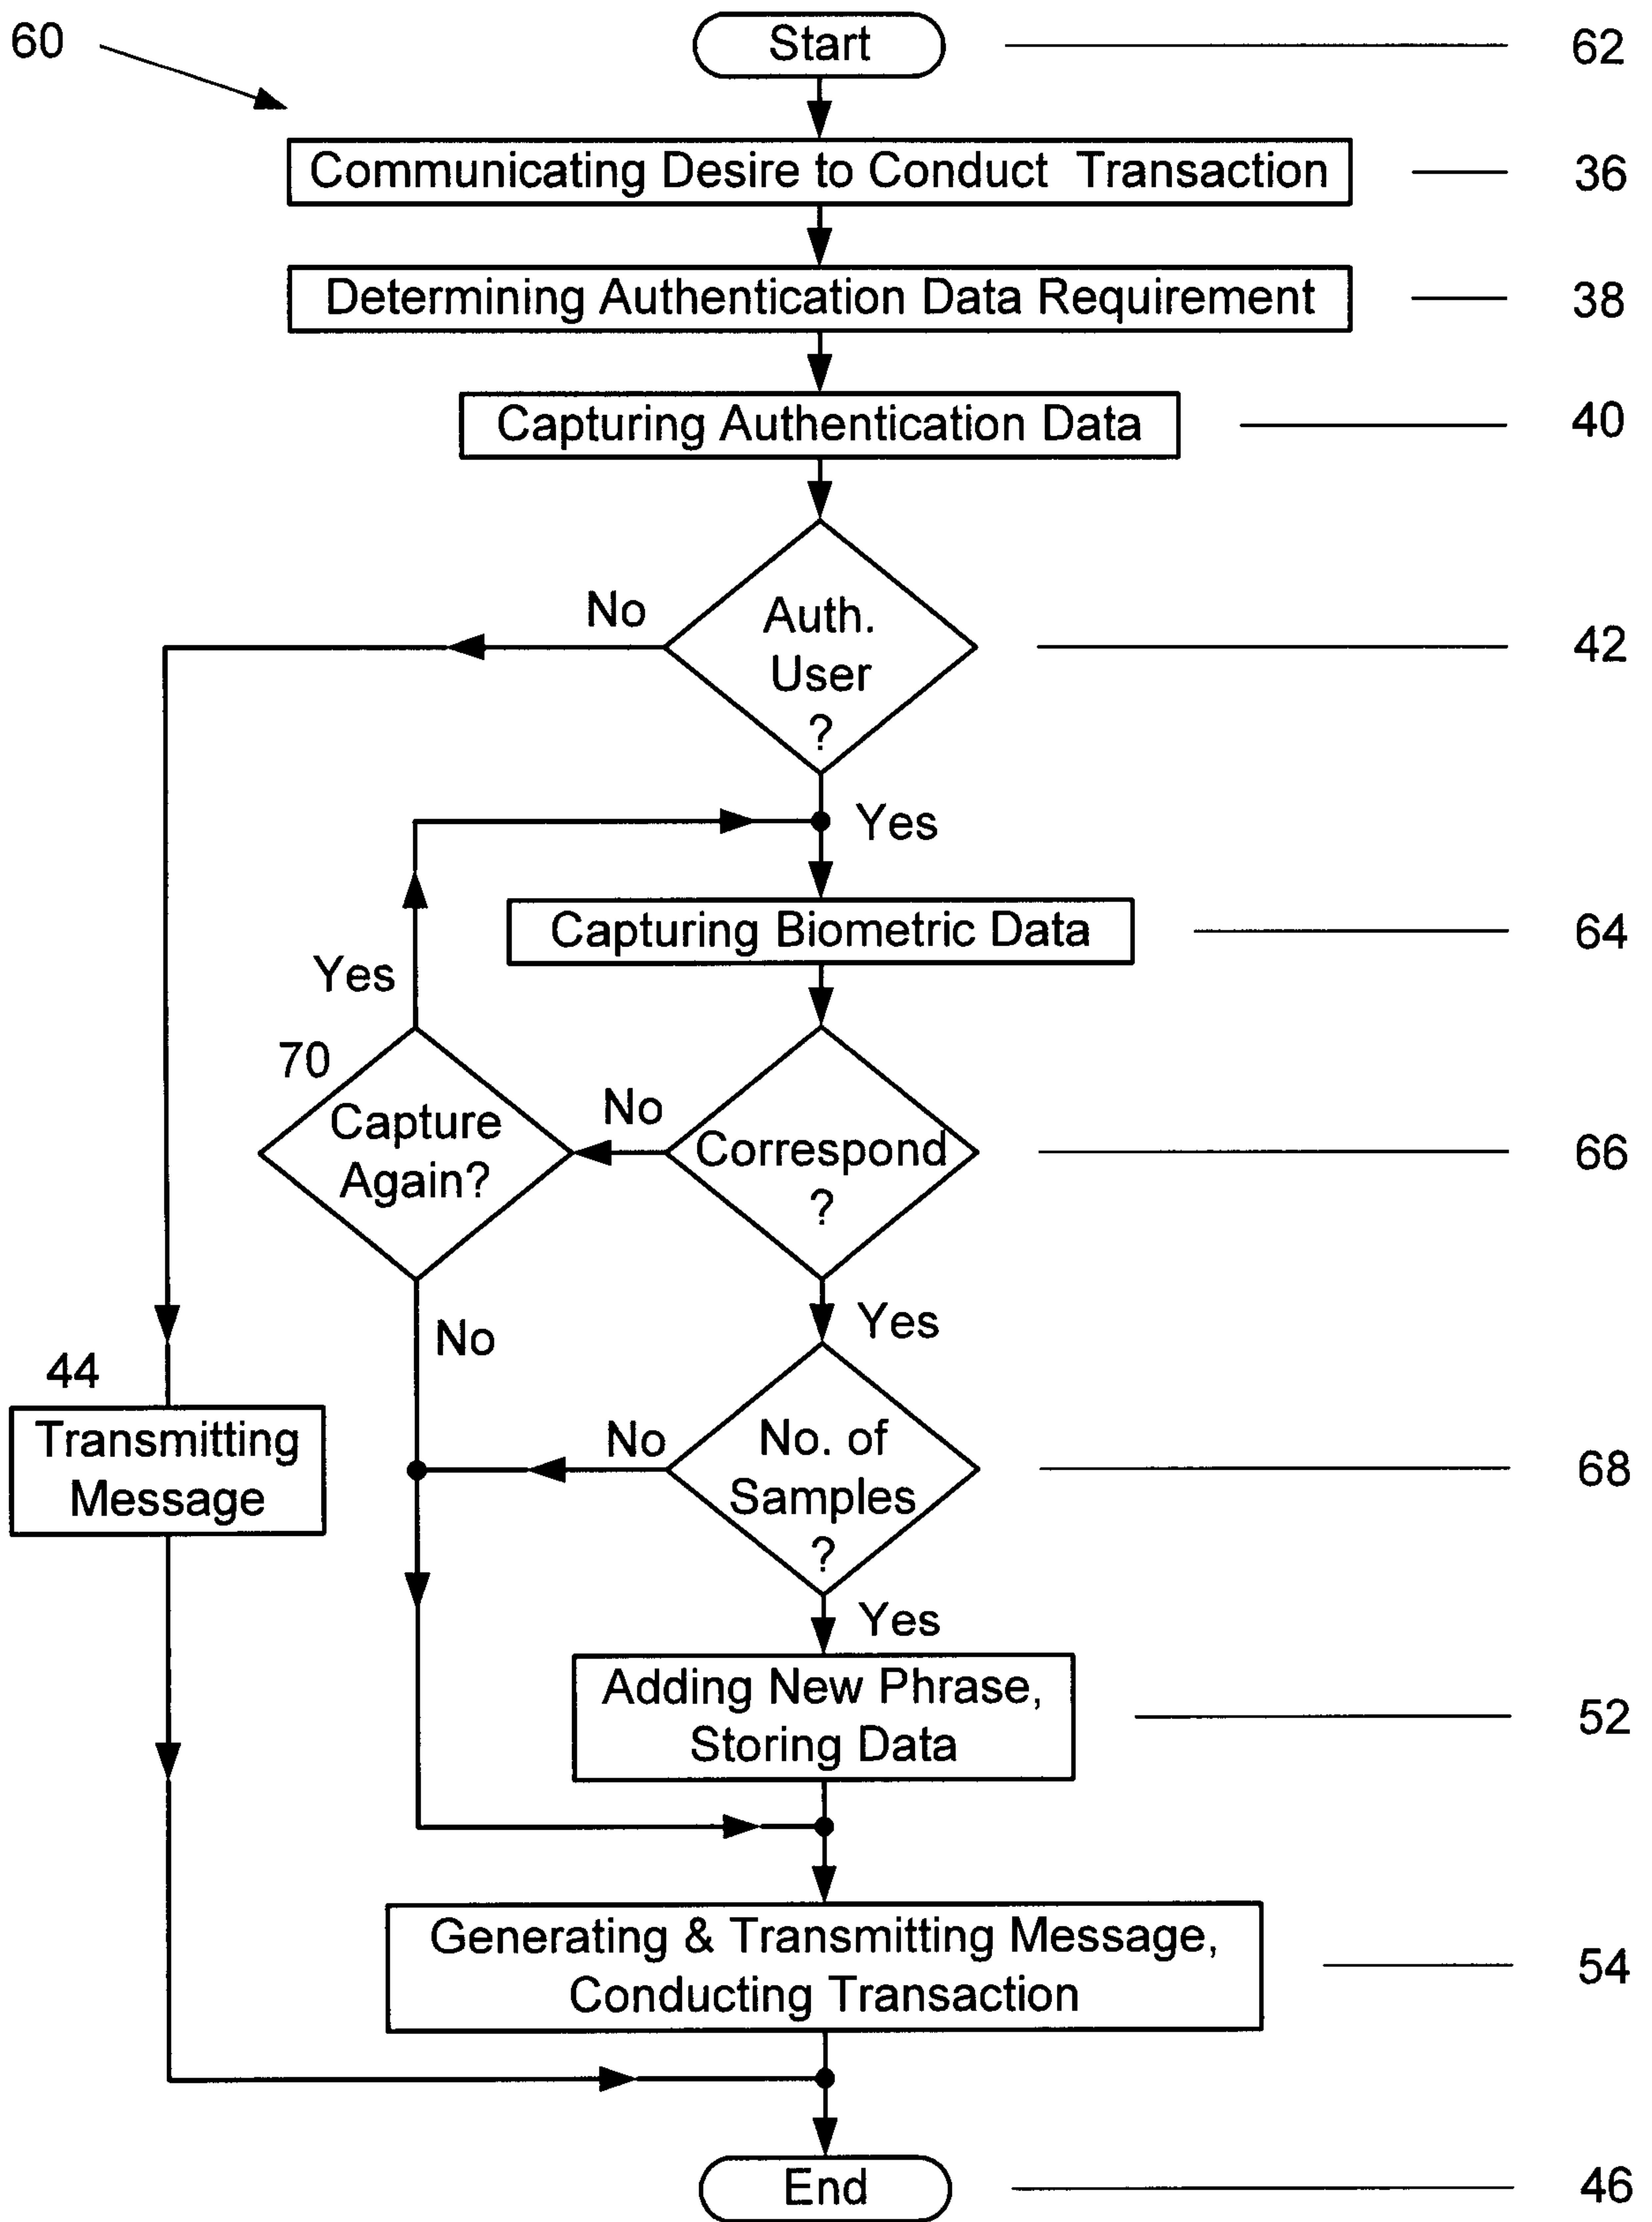 60
Start
62
Communicating Desire to Conduct Transaction
36
Determining Authentication Data Requirement
38
Capturing Authentication Data
40
No
Auth.
User
?
42
Yes
Capturing Biometric Data
64
Yes
70
Capture
Again?
No
Correspond
?
66
Yes
No
44
Transmitting
Message
No
No. of
Samples
?
68
Yes
Adding New Phrase,
Storing Data
52
Generating & Transmitting Message,
Conducting Transaction
54
End
46